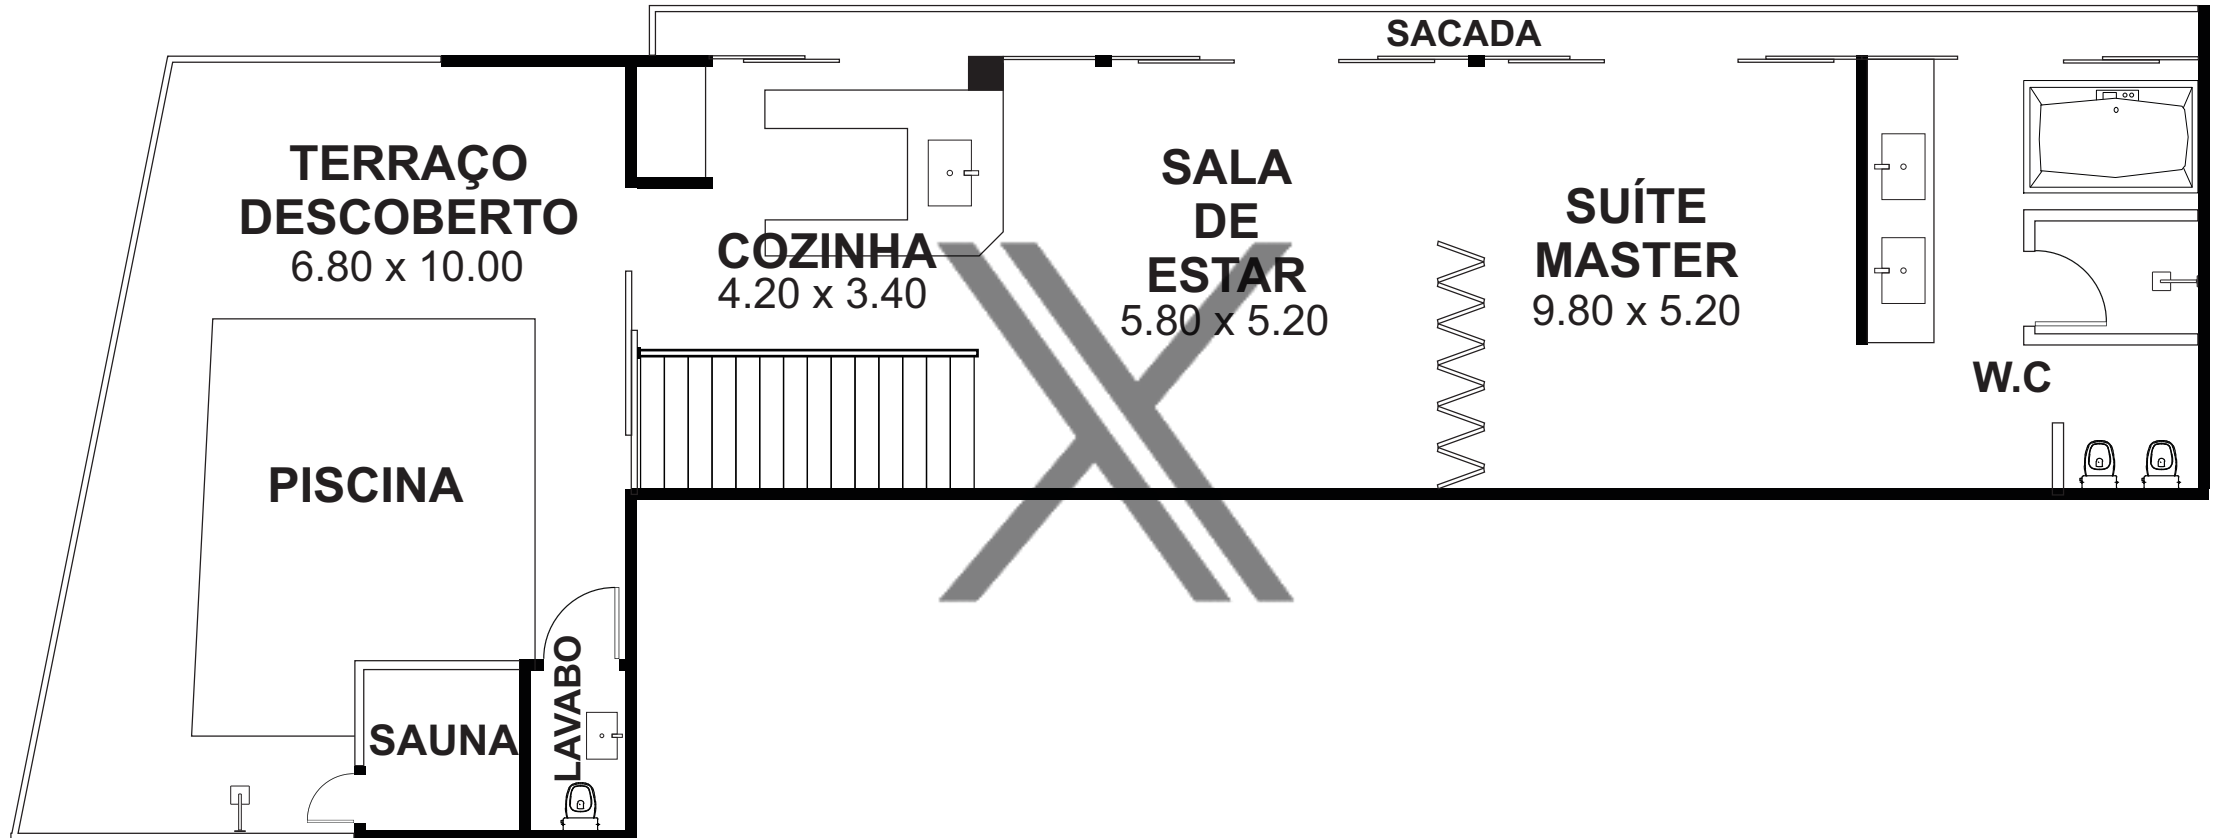 SACADA
TERRAÇO
DESCOBERTO
6.80 x 10.00
COZINHA
4.20 x 3.40
SALA
DE
ESTAR
5.80 x 5.20
SUÍTE
MASTER
9.80 x 5.20
W.C
PISCINA
LAVABO
SAUNA